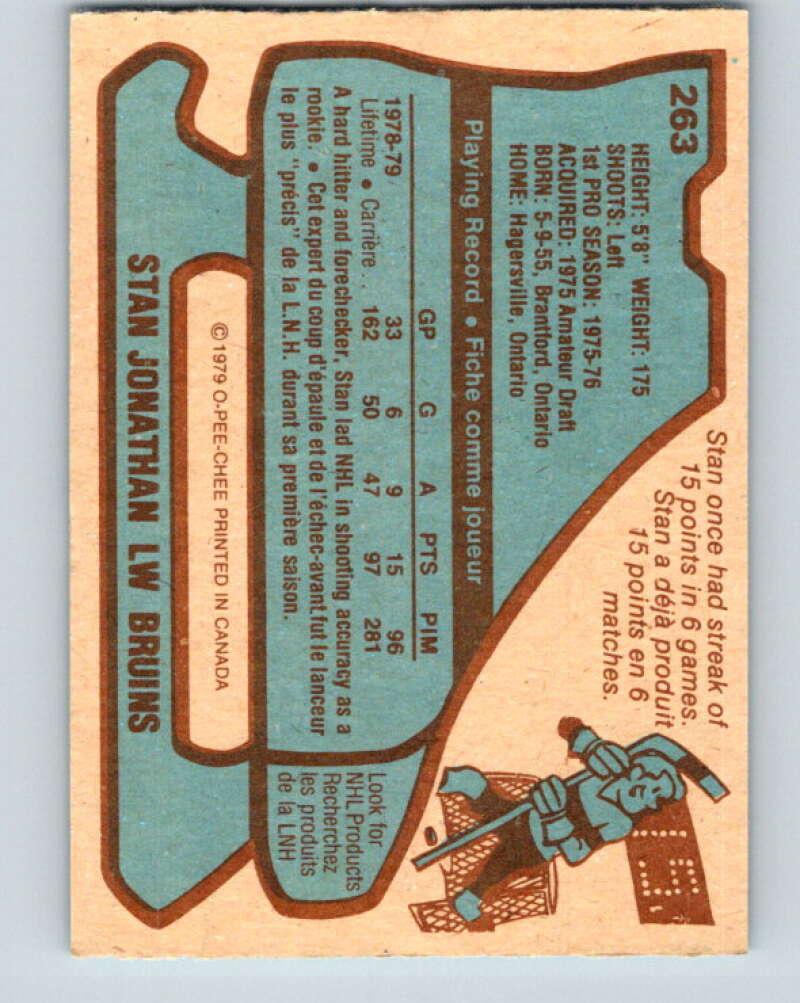 263
HEIGHT: 5'8" WEIGHT: 175
SHOOTS: Left
1st PRO SEASON: 1975-76
ACQUIRED: 1975 Amateur Draft
BORN: 5-9-55, Brantford, Ontario
HOME: Hagersville, Ontario
Stan once had streak of
15 points in 6 games.
Stan a déjà produit
15 points en 6
matches.
15
Playing Record • Fiche comme joueur
GP G A PTS PIM
1978-79 33 6 9 15 96
Lifetime • Carrière . . 162 50 47 97 281
A hard hitter and forechecker, Stan lad NHL in shooting accuracy as a
rookie. • Cet expert du coup d'épaule et de l'échec-avant fut le lanceur
le plus "précis" de la L.N.H. durant sa première saison.
Look for
NHL Products
Recherchez
les produits
de la LNH
© 1979 O-PEE-CHEE PRINTED IN CANADA
STAN JONATHAN LW BRUINS